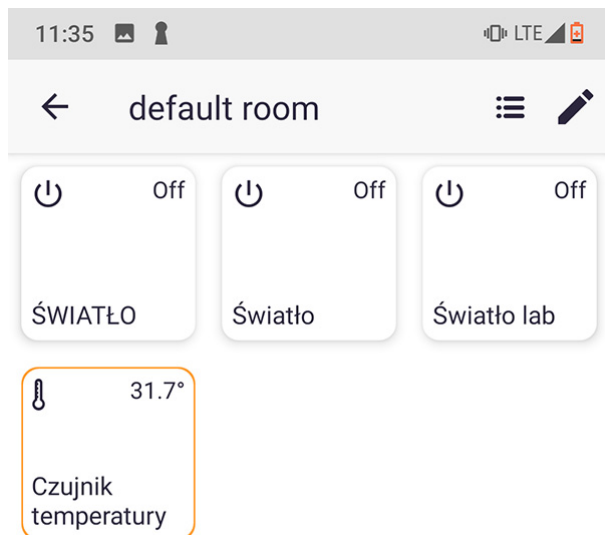 11:35 LTE
default room
Off Off Off
ŚWIATŁO Światło Światło lab
31.7°
Czujnik
temperatury